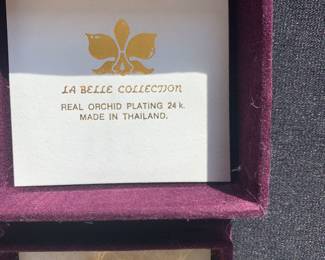 LA BELLE COLLECTION
REAL ORCHID PLATING 24 k.
MADE IN THAILAND.